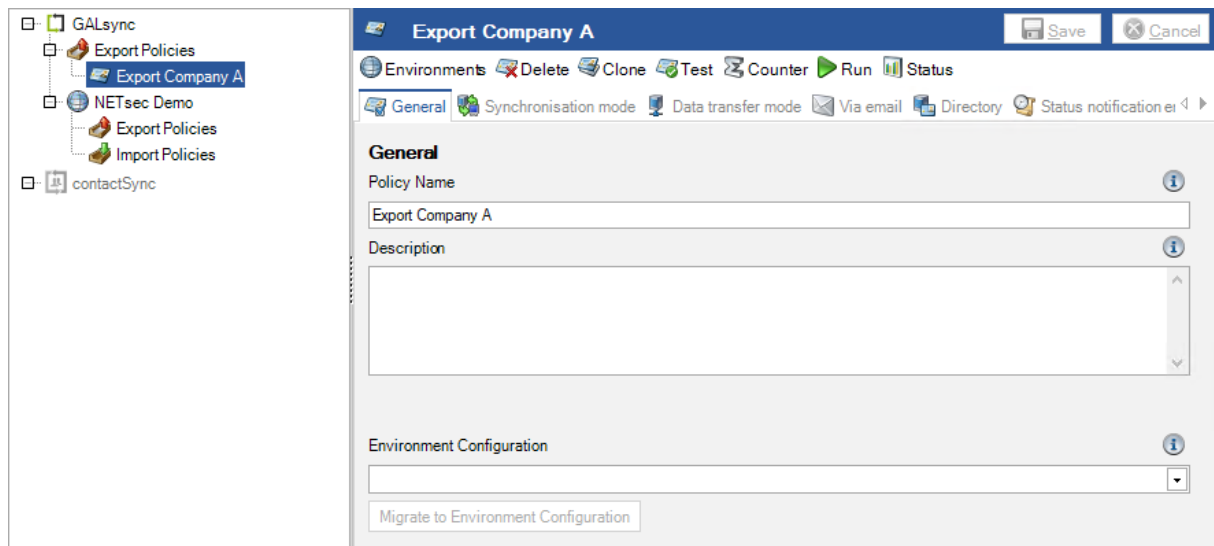 GALsync
Export Policies
Export Company A
NETsec Demo
Export Policies
Import Policies
contactSync
Export Company A
Save Cancel
Environments Delete Clone Test Counter Run Status
General Synchronisation mode Data transfer mode Via email Directory Status notification
General
Policy Name
Export Company A
Description
Environment Configuration
Migrate to Environment Configuration